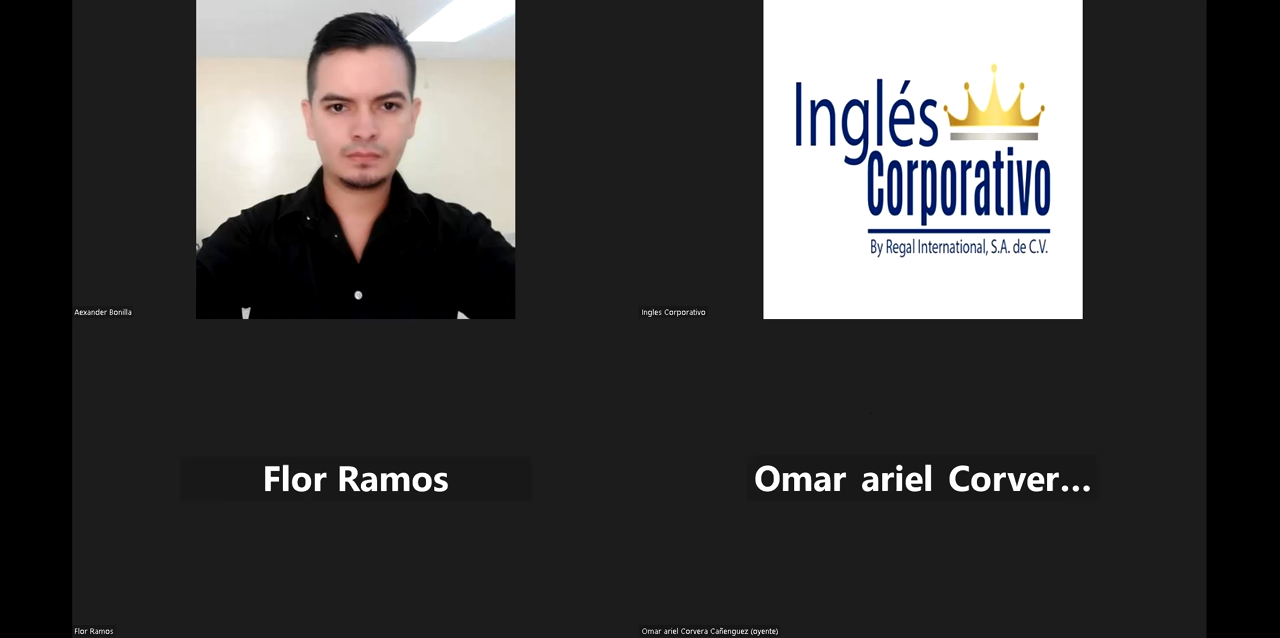 Inglés
Corporativo
By Regal International, S.A. de C.V.
Aexander Bonilla
Ingles Corporativo
Flor Ramos
Omar ariel Corver...
Flor Ramos
Omar ariel Corvera Cañenguez (oyente)